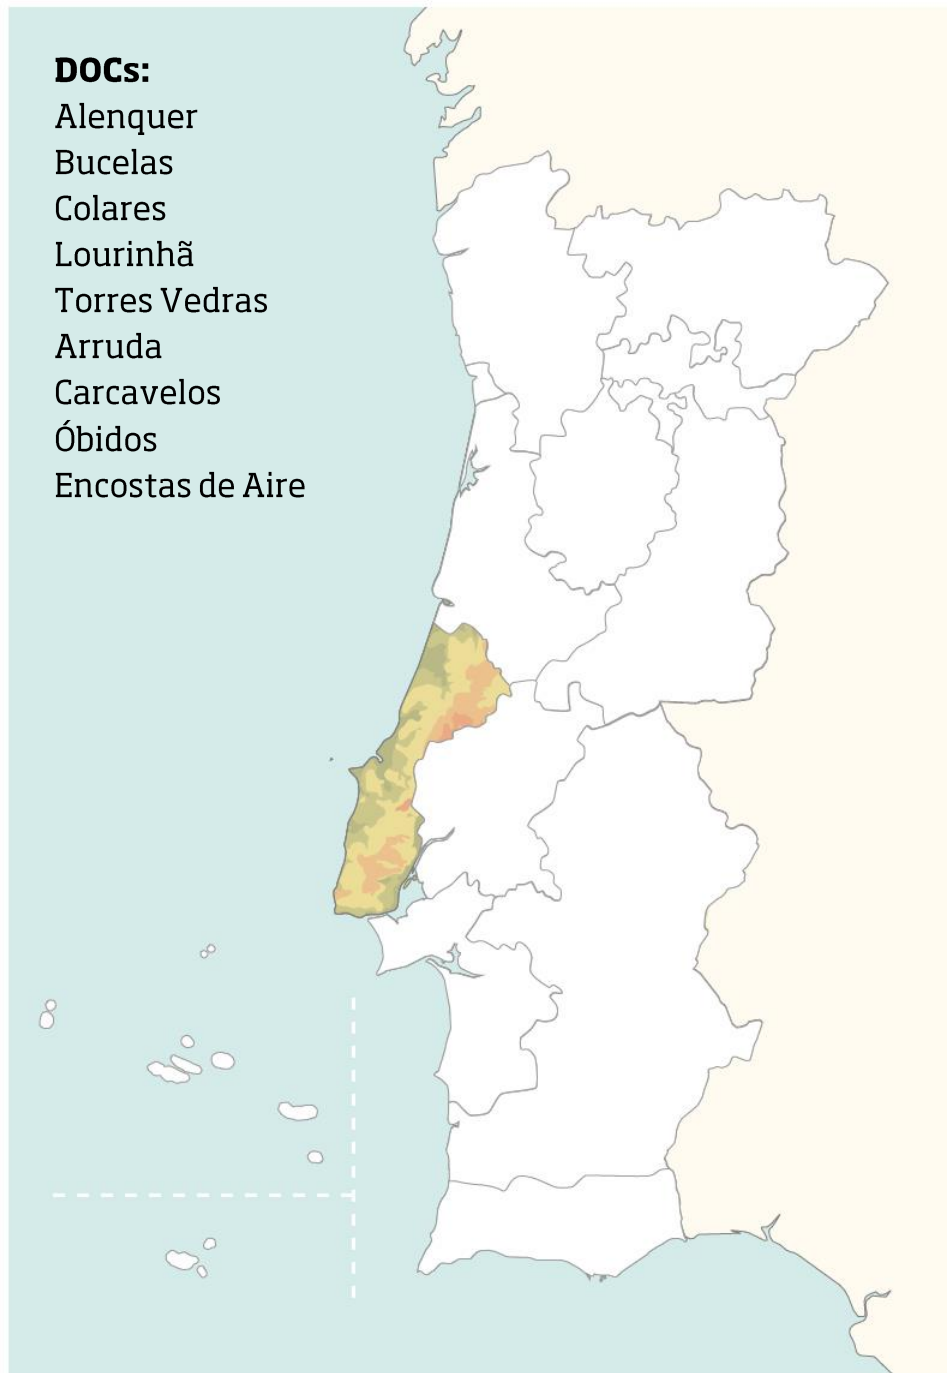 DOCs:
Alenquer
Bucelas
Colares
Lourinhã
Torres Vedras
Arruda
Carcavelos
Óbidos
Encostas de Aire